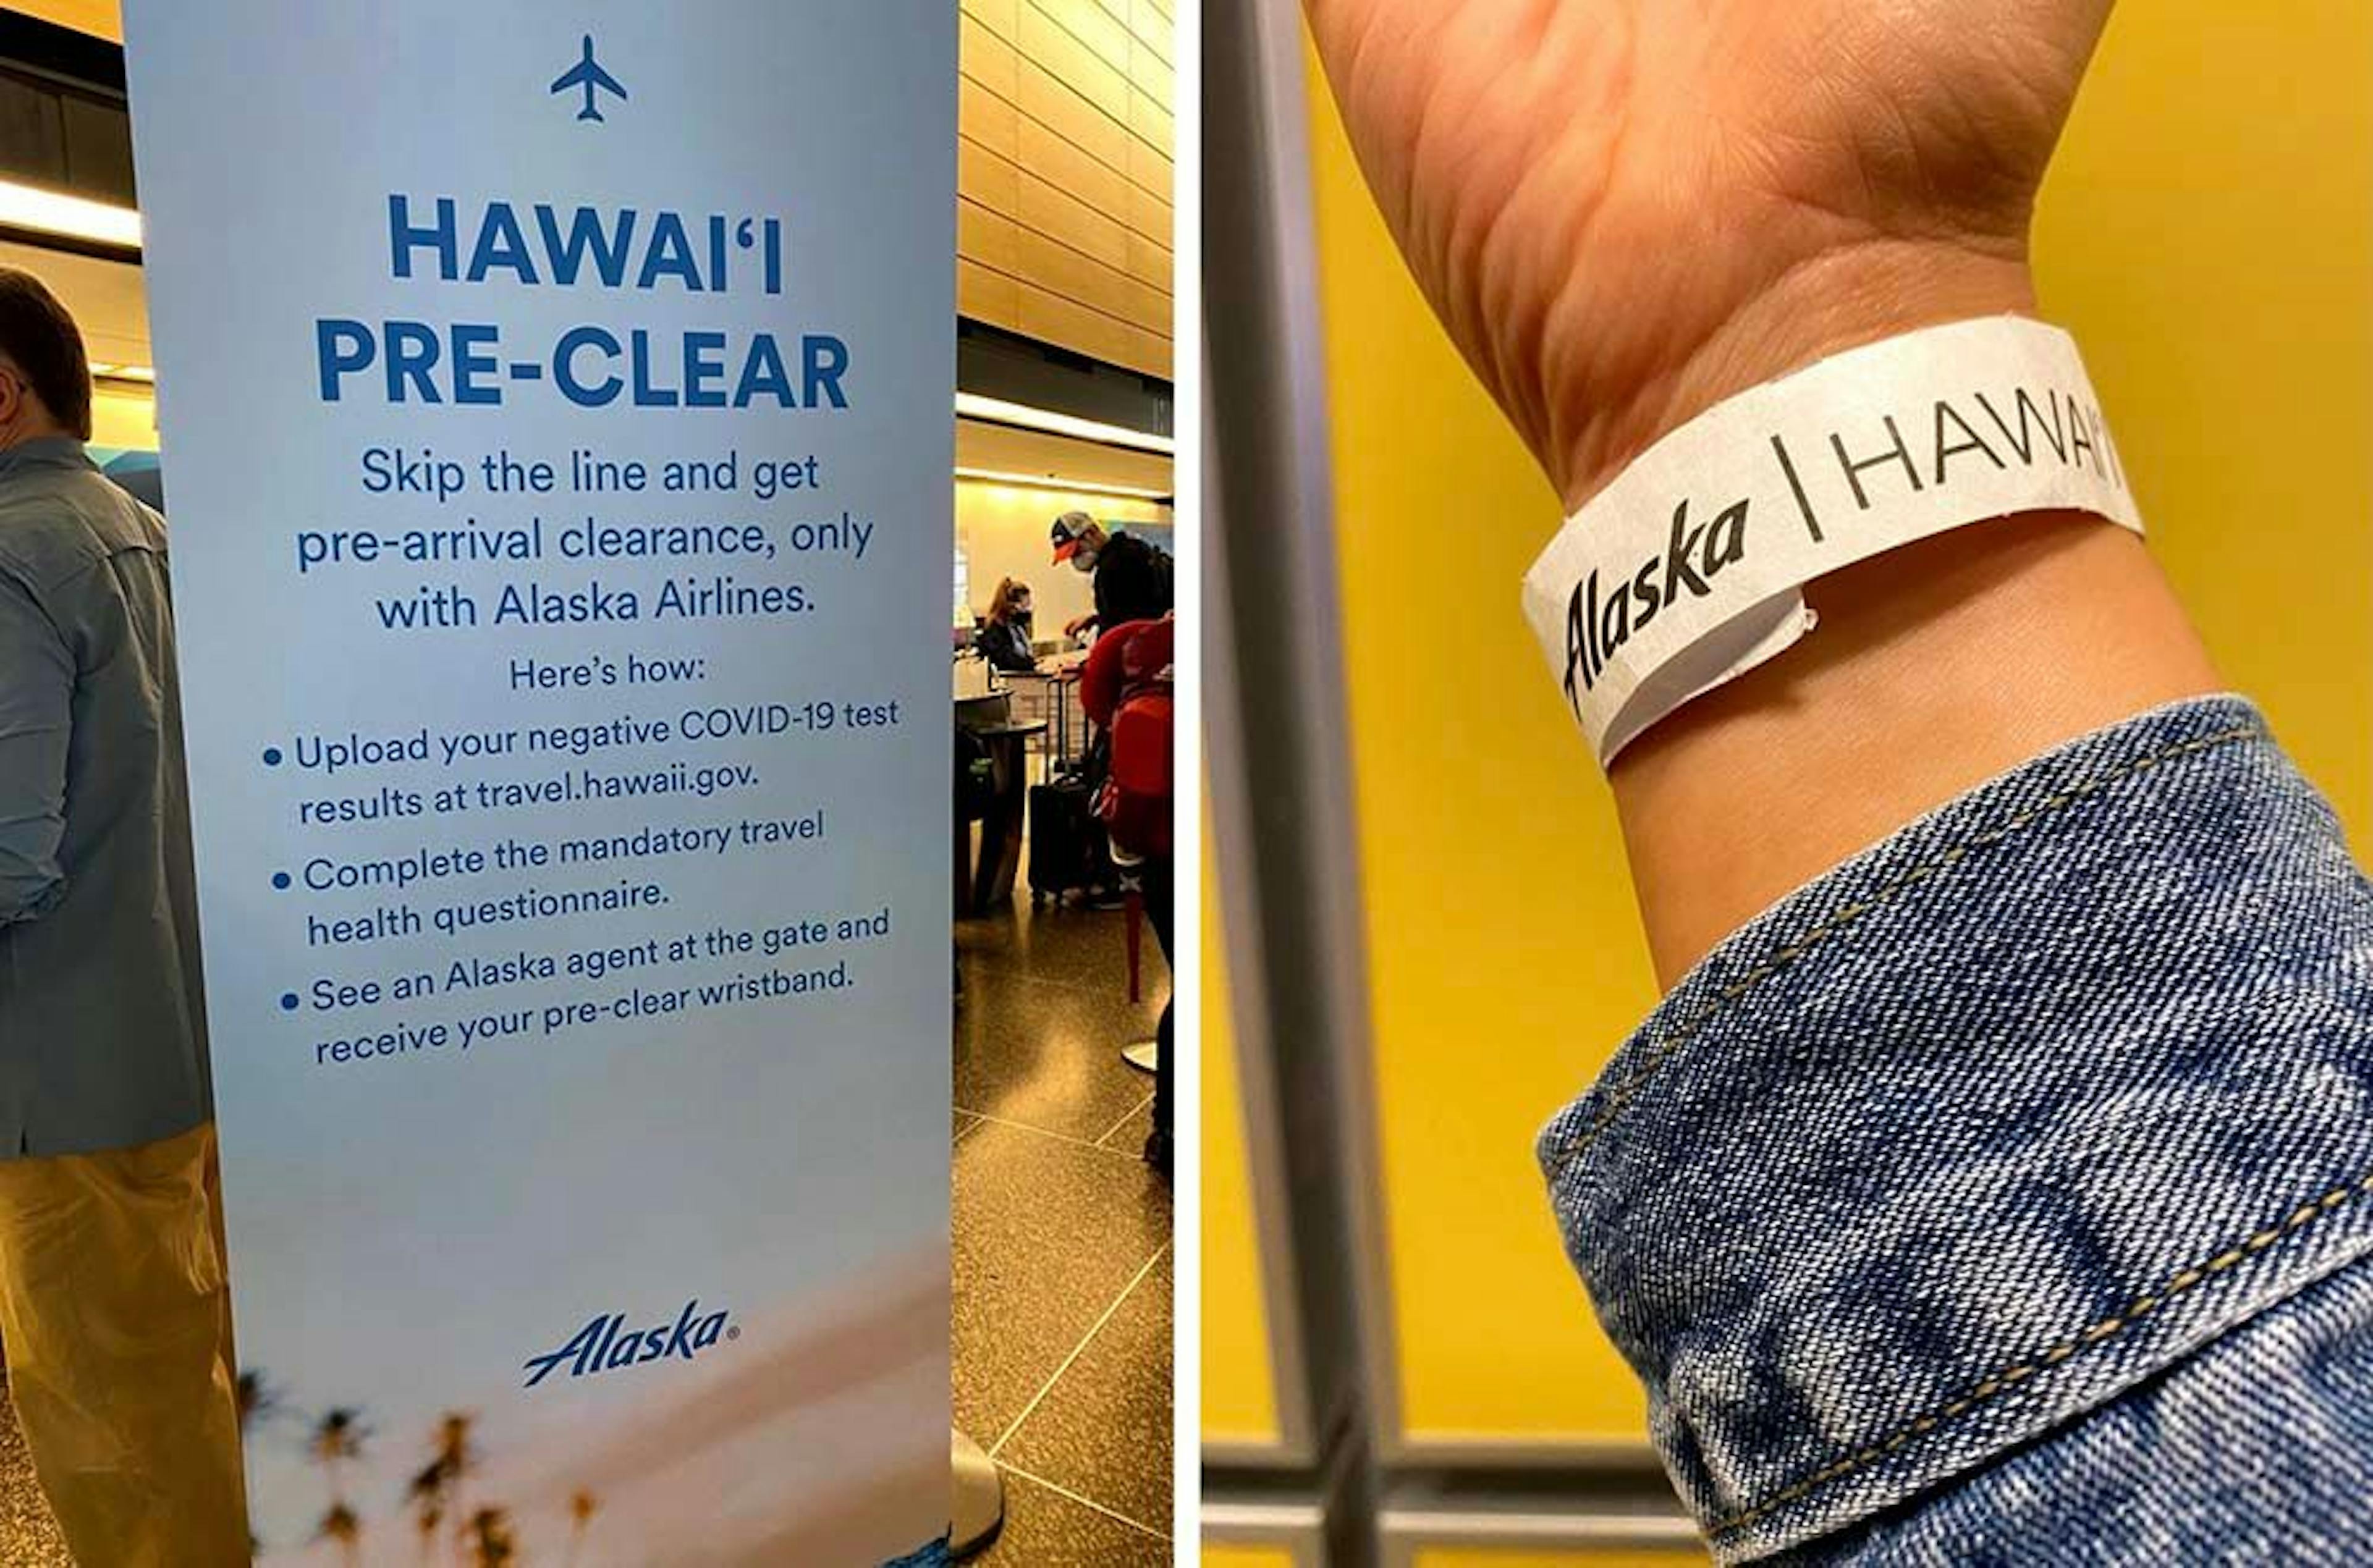 HAWAIʻI
PRE-CLEAR
Skip the line and get
pre-arrival clearance, only
with Alaska Airlines.
Here’s how:
• Upload your negative COVID-19 test
results at travel.hawaii.gov.
• Complete the mandatory travel
health questionnaire.
• See an Alaska agent at the gate and
receive your pre-clear wristband.
Alaska®
Alaska | HAWAI